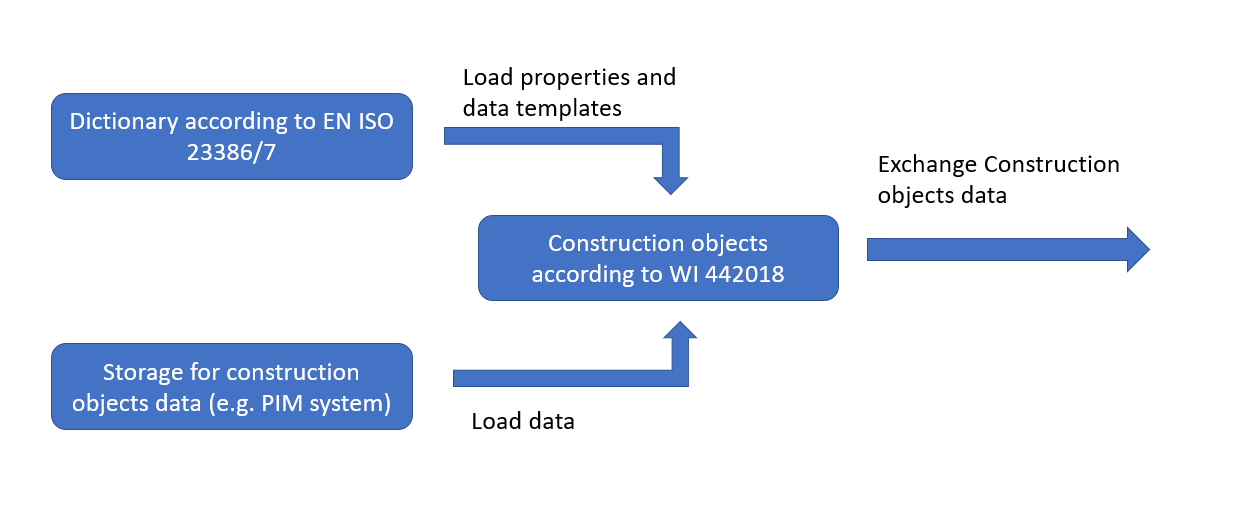 Load properties and
data templates
Dictionary according to EN ISO
23386/7
Exchange Construction
objects data
Construction objects
according to WI 442018
Storage for construction
objects data (e.g. PIM system)
Load data